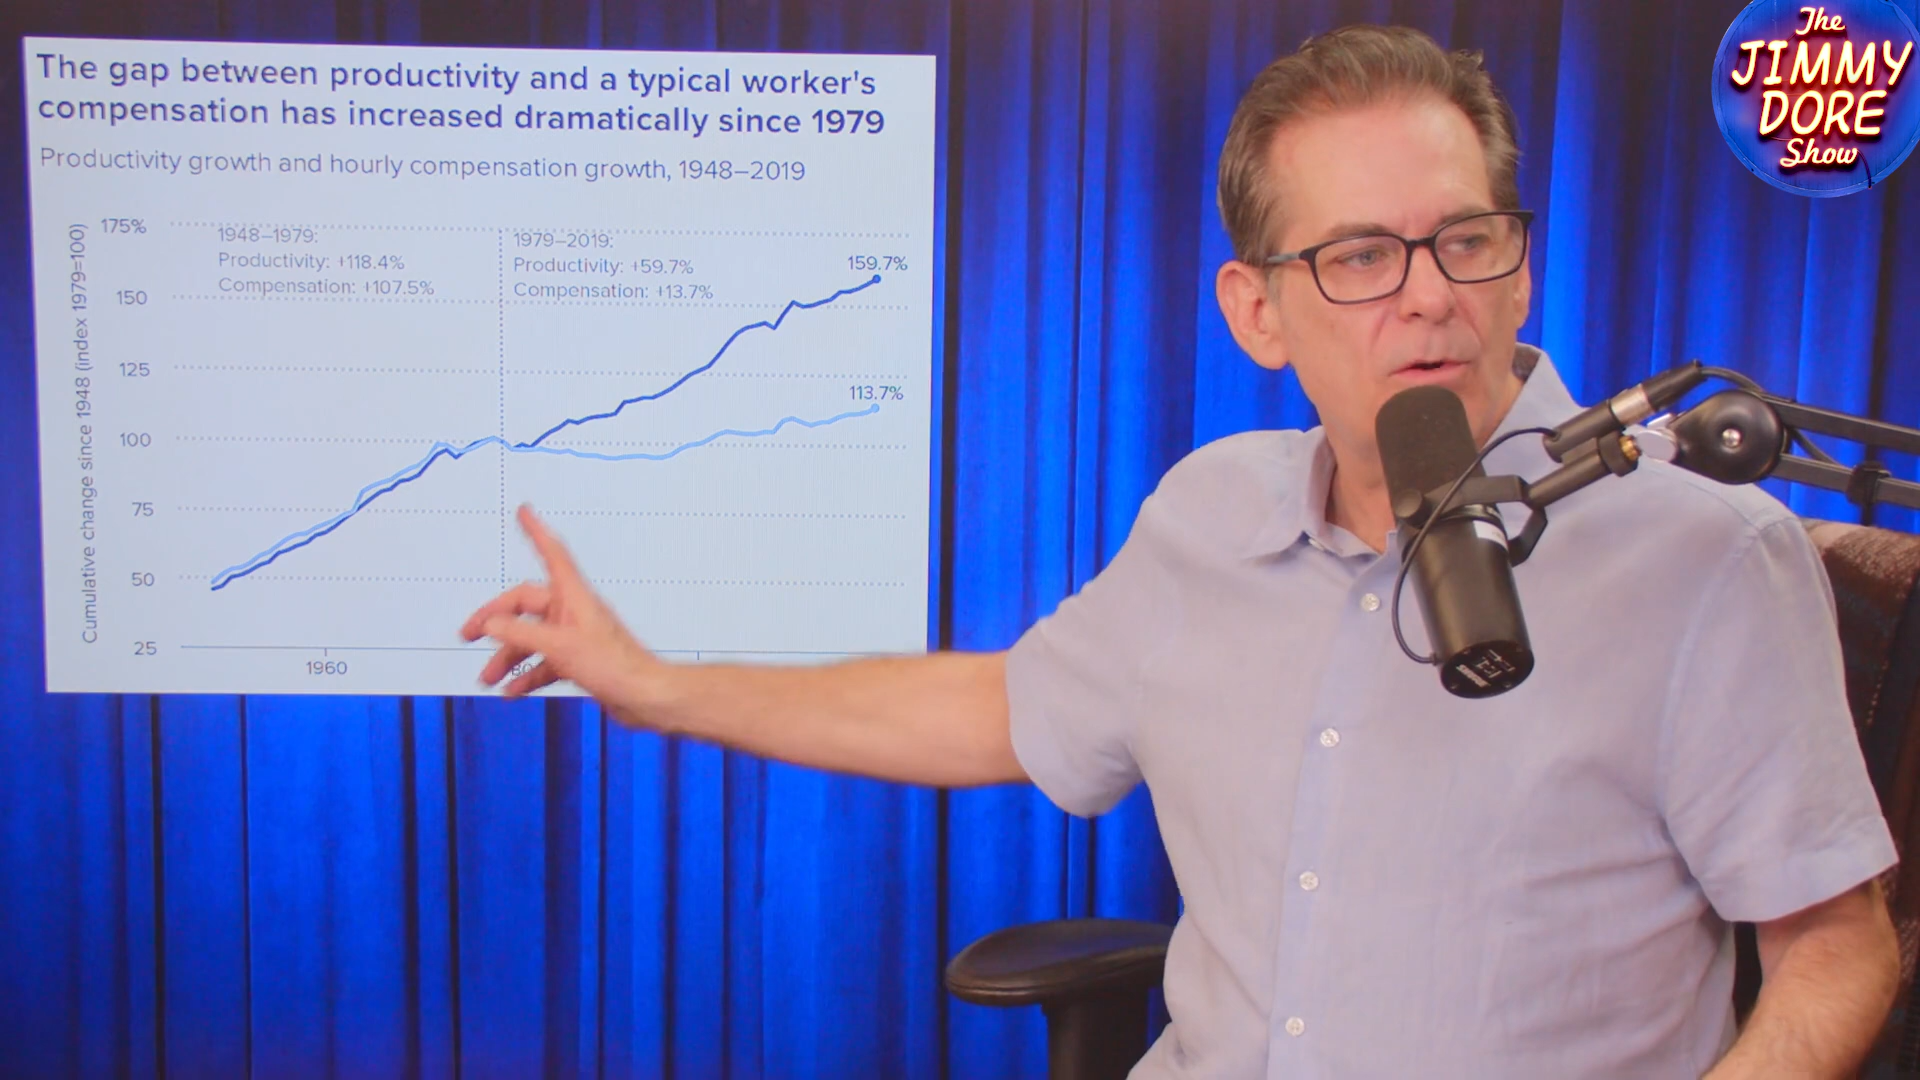 The gap between productivity and a typical worker's
compensation has increased dramatically since 1979
Productivity growth and hourly compensation growth, 1948–2019
Cumulative change since 1948 (index 1979=100)
175%
150
125
100
75
50
25
1948–1979:
Productivity: +118.4%
Compensation: +107.5%
1979–2019:
Productivity: +59.7%
Compensation: +13.7%
159.7%
113.7%
1960
The
JIMMY
DORE
Show